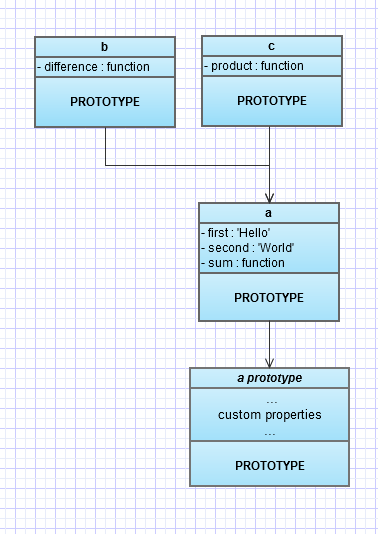 b
- difference : function
PROTOTYPE
c
- product : function
PROTOTYPE
a
- first : 'Hello'
- second : 'World'
- sum : function
PROTOTYPE
a prototype
...
custom properties
...
PROTOTYPE